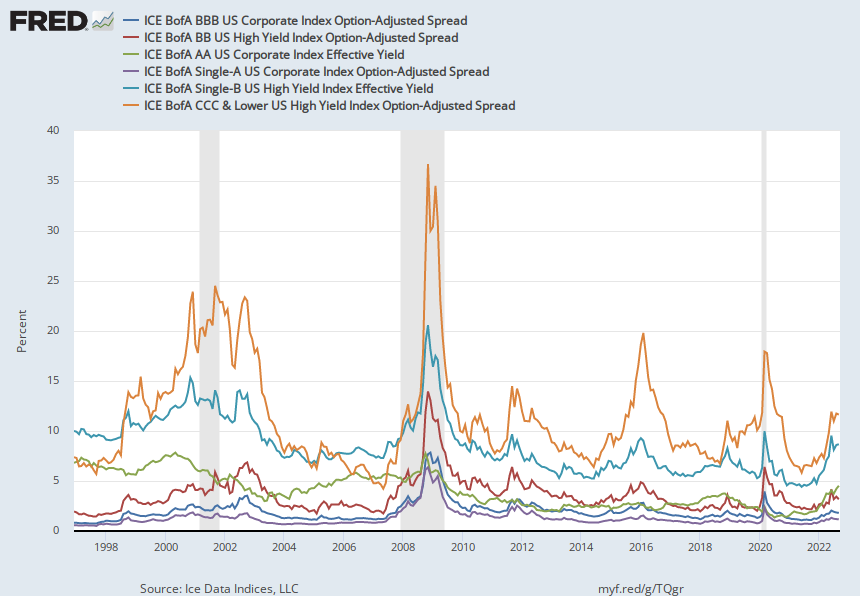 FRED
ICE BofA BBB US Corporate Index Option-Adjusted Spread
ICE BofA BB US High Yield Index Option-Adjusted Spread
ICE BofA AA US Corporate Index Effective Yield
ICE BofA Single-A US Corporate Index Option-Adjusted Spread
ICE BofA Single-B US High Yield Index Effective Yield
ICE BofA CCC & Lower US High Yield Index Option-Adjusted Spread
40
35
30
25
20
15
10
5
0
Percent
1998 2000 2002 2004 2006 2008 2010 2012 2014 2016 2018 2020 2022
Source: Ice Data Indices, LLC
myf.red/g/TQgr